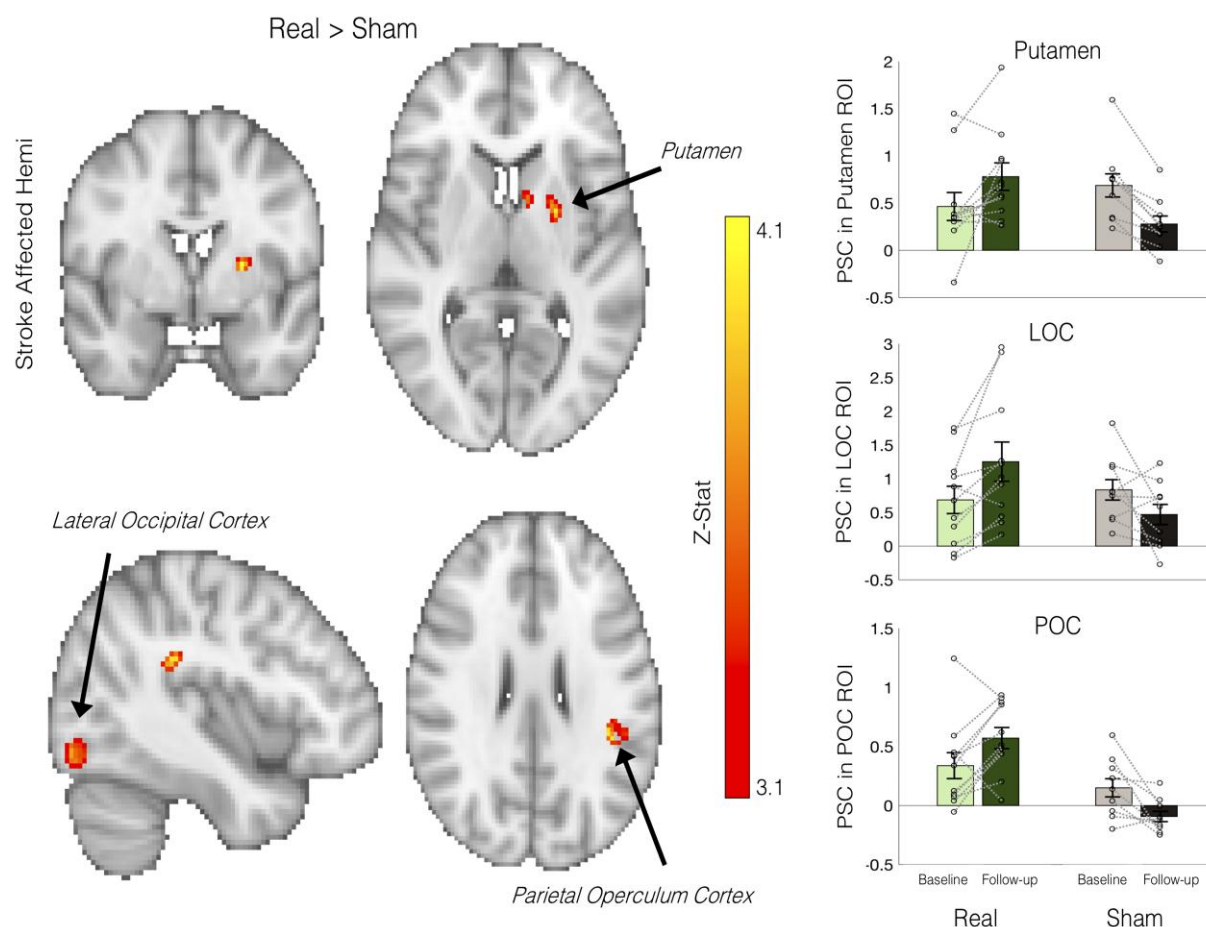 Real > Sham
Stroke Affected Hemi
Putamen
Lateral Occipital Cortex
Parietal Operculum Cortex
4.1
Z-Stat
3.1
Putamen
PSC in Putamen ROI
2
1.5
1
0.5
0
-0.5
LOC
PSC in LOC ROI
3
2.5
2
1.5
1
0.5
0
-0.5
POC
PSC in POC ROI
1.5
1
0.5
0
-0.5
Baseline Follow-up Baseline Follow-up
Real Sham